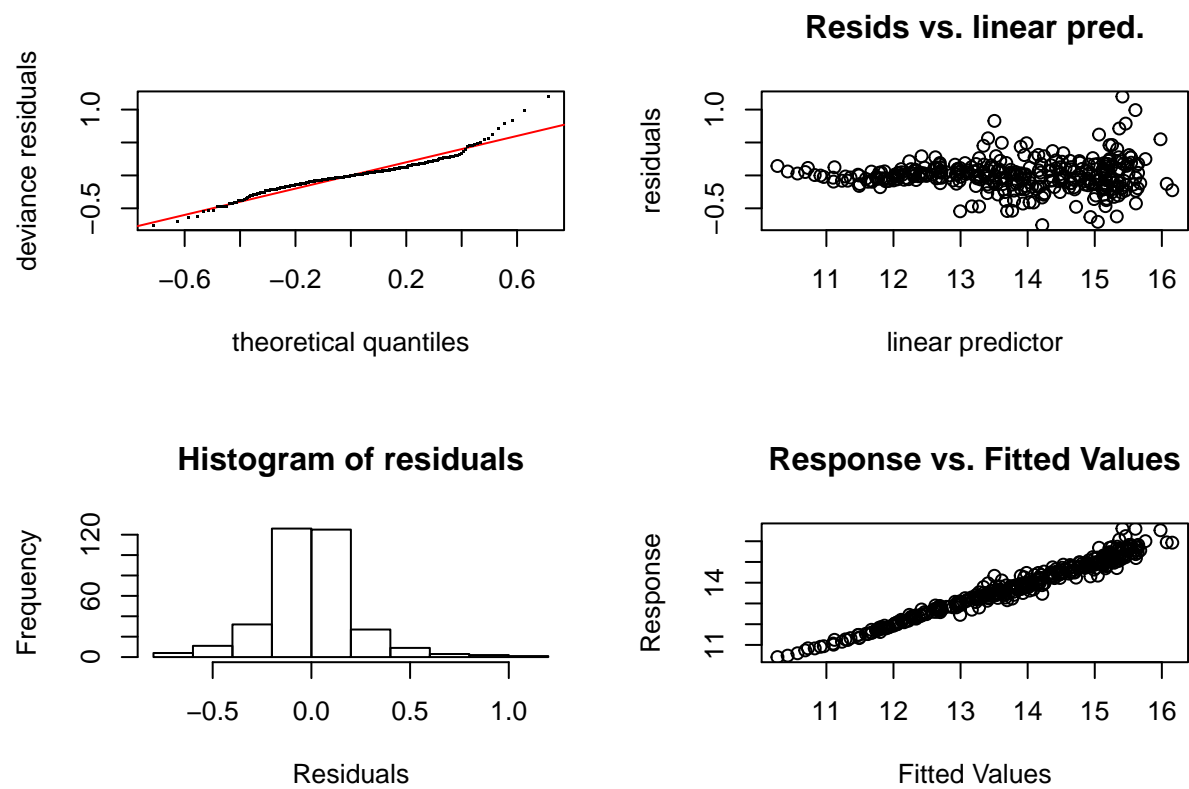 deviance residuals
1.0
−0.5
−0.6
−0.2
0.2
0.6
theoretical quantiles
Resids vs. linear pred.
residuals
1.0
−0.5
11
12
13
14
15
16
linear predictor
Histogram of residuals
Frequency
120
60
0
−0.5
0.0
0.5
1.0
Residuals
Response vs. Fitted Values
Response
14
11
11
12
13
14
15
16
Fitted Values